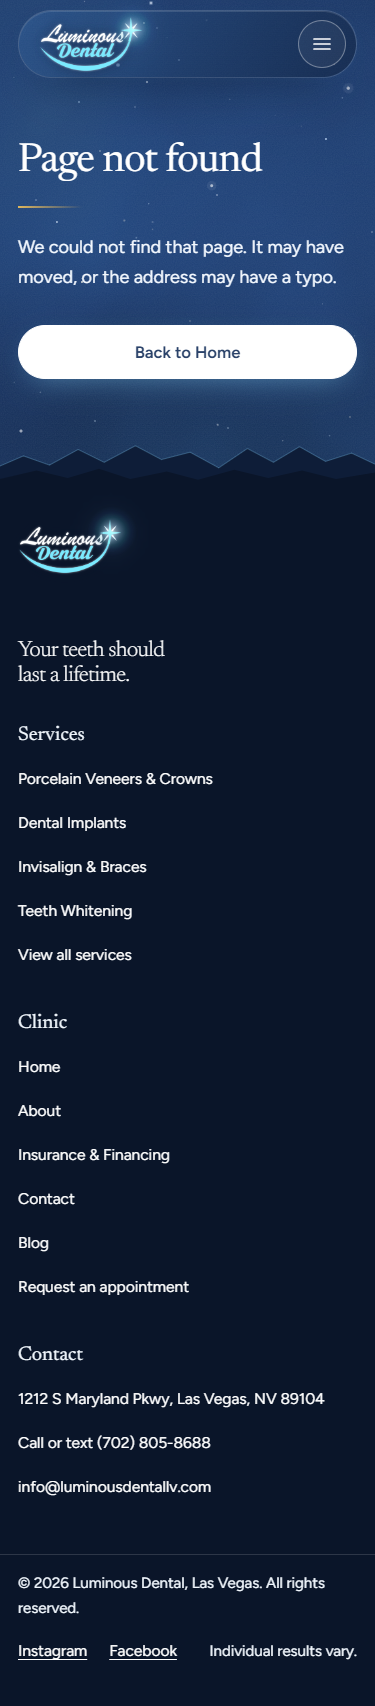 Luminous
Dental
Page not found
We could not find that page. It may have
moved, or the address may have a typo.
Back to Home
Luminous
Dental
Your teeth should
last a lifetime.
Services
Porcelain Veneers & Crowns
Dental Implants
Invisalign & Braces
Teeth Whitening
View all services
Clinic
Home
About
Insurance & Financing
Contact
Blog
Request an appointment
Contact
1212 S Maryland Pkwy, Las Vegas, NV 89104
Call or text (702) 805-8688
info@luminousdentallv.com
© 2026 Luminous Dental, Las Vegas. All rights
reserved.
Instagram Facebook Individual results vary.